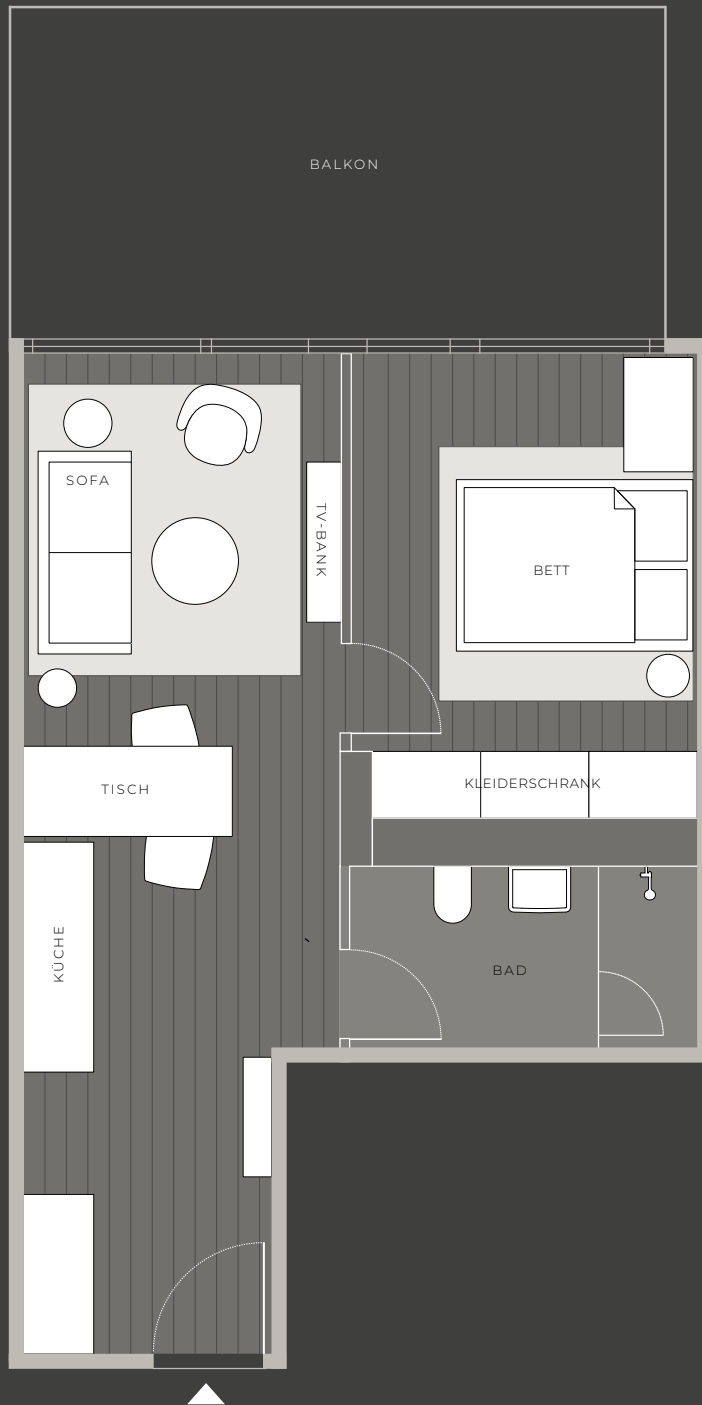 BALKON
SOFA
TV-BANK
BETT
TISCH
KLEIDERSCHRANK
KÜCHE
BAD